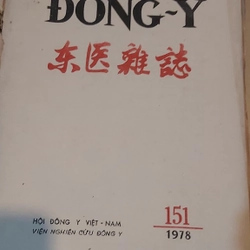 ĐÔNG-Y
东医雜誌
HỘI ĐÔNG Y VIỆT-NAM
VIỆN NGHIÊN CỨU ĐÔNG Y
151
1978